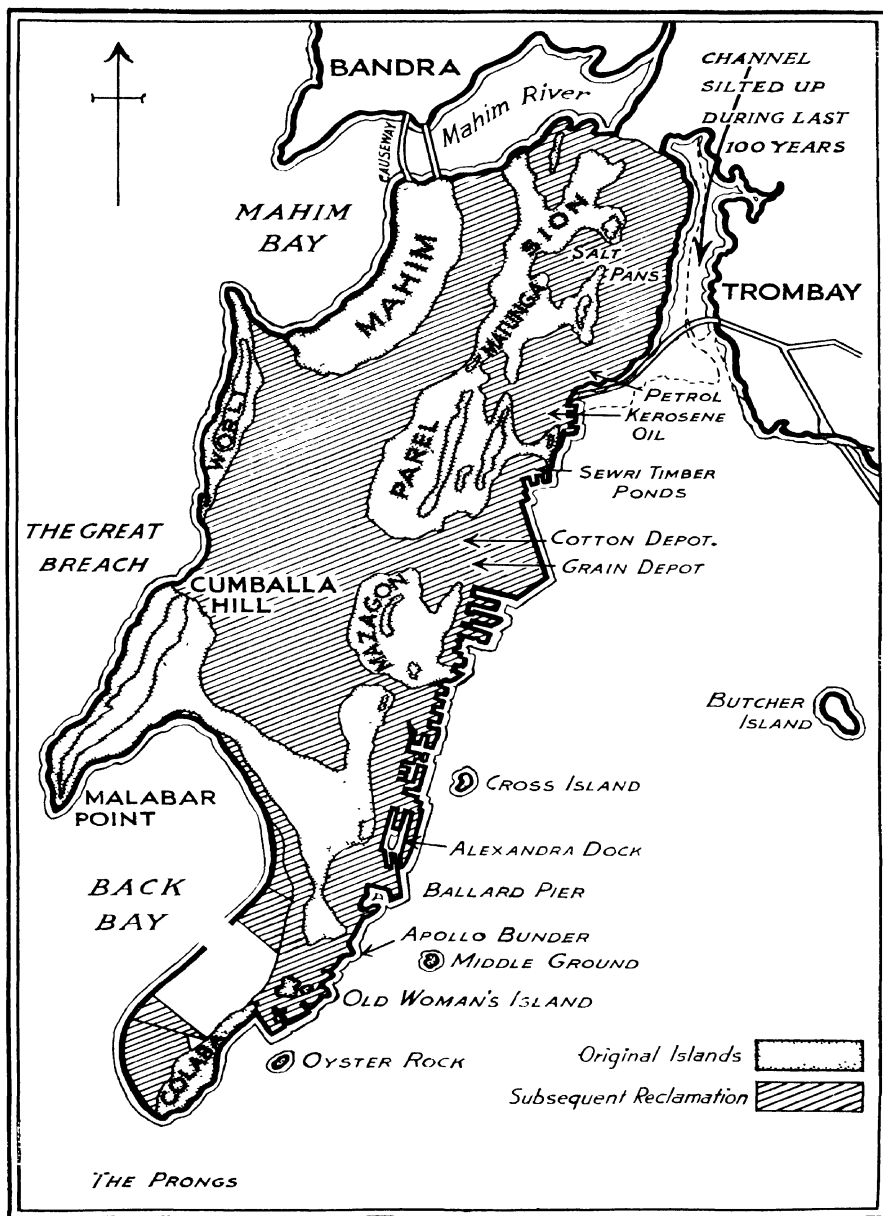 BANDRA
Mahim River
CAUSEWAY
CHANNEL
SILTED UP
DURING LAST
100 YEARS
MAHIM
BAY
MAHIM
SION
SALT
PANS
MATUNGA
TROMBAY
WORLI
PAREL
PETROL
KEROSENE
OIL
SEWRI TIMBER
PONDS
THE GREAT
BREACH
COTTON DEPOT.
GRAIN DEPOT
CUMBALLA
HILL
MAZAGON
BUTCHER
ISLAND
CROSS ISLAND
MALABAR
POINT
ALEXANDRA DOCK
BACK
BAY
BALLARD PIER
APOLLO BUNDER
MIDDLE GROUND
OLD WOMAN'S ISLAND
COLABA
OYSTER ROCK
Original Islands
Subsequent Reclamation
THE PRONGS